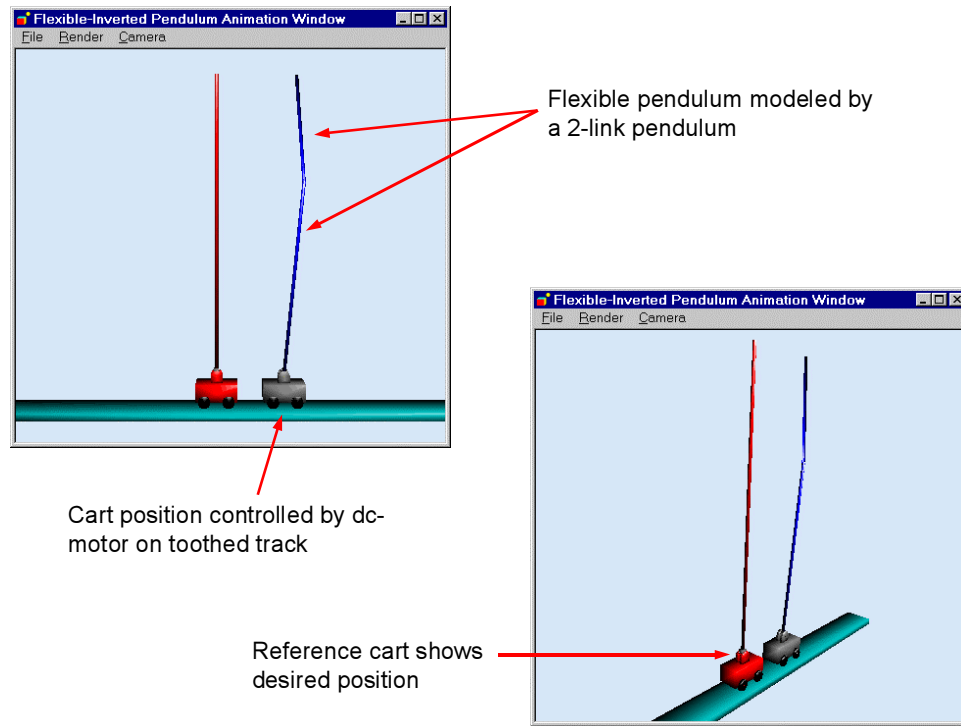 Flexible-Inverted Pendulum Animation Window
File Render Camera
Flexible pendulum modeled by
a 2-link pendulum
Cart position controlled by dc-
motor on toothed track
Flexible-Inverted Pendulum Animation Window
File Render Camera
Reference cart shows
desired position